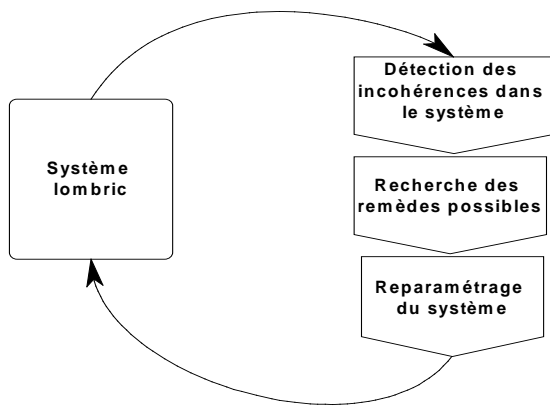 Système
lombric
Détection des
incohérences dans
le système
Recherche des
remèdes possibles
Reparamétrage
du système